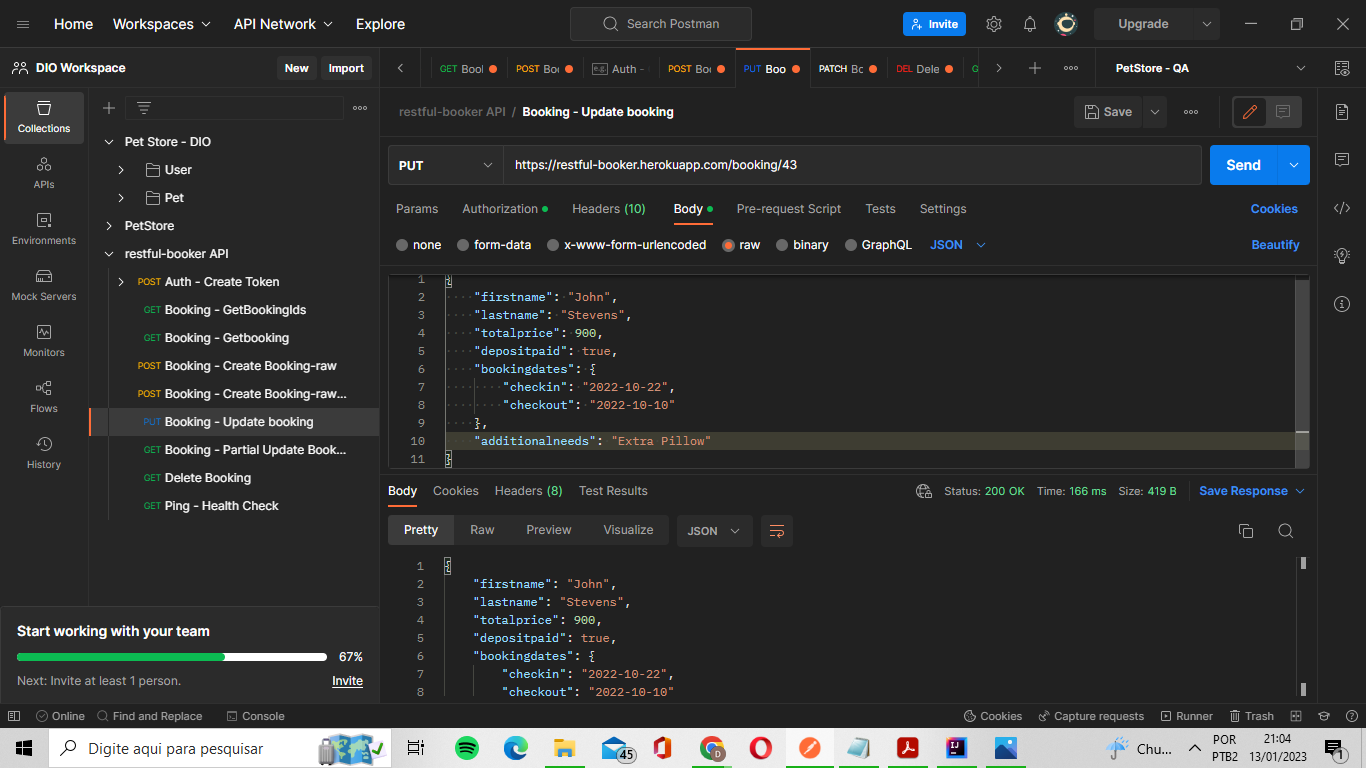 Home Workspaces API Network Explore Search Postman Invite Upgrade
DIO Workspace New Import GET Bool POST Boo Auth - POST Boo PUT Boo PATCH Bc DEL Dele PetStore - QA
Collections
APIs
Environments
Mock Servers
Monitors
Flows
History
Pet Store - DIO
User
Pet
PetStore
restful-booker API
POST Auth - Create Token
GET Booking - GetBookingIds
GET Booking - Getbooking
POST Booking - Create Booking-raw
POST Booking - Create Booking-raw...
PUT Booking - Update booking
GET Booking - Partial Update Book...
GET Delete Booking
GET Ping - Health Check
Start working with your team
67%
Next: Invite at least 1 person. Invite
restful-booker API / Booking - Update booking Save
PUT https://restful-booker.herokuapp.com/booking/43 Send
Params Authorization Headers (10) Body Pre-request Script Tests Settings Cookies
none form-data x-www-form-urlencoded raw binary GraphQL JSON Beautify
1 {
2 "firstname": "John",
3 "lastname": "Stevens",
4 "totalprice": 900,
5 "depositpaid": true,
6 "bookingdates": {
7 "checkin": "2022-10-22",
8 "checkout": "2022-10-10"
9 },
10 "additionalneeds": "Extra Pillow"
11 }
Body Cookies Headers (8) Test Results Status: 200 OK Time: 166 ms Size: 419 B Save Response
Pretty Raw Preview Visualize JSON
1 {
2 "firstname": "John",
3 "lastname": "Stevens",
4 "totalprice": 900,
5 "depositpaid": true,
6 "bookingdates": {
7 "checkin": "2022-10-22",
8 "checkout": "2022-10-10"
Online Find and Replace Console Cookies Capture requests Runner Trash
Digite aqui para pesquisar 45 D Chu... POR 21:04
PTB2 13/01/2023 1